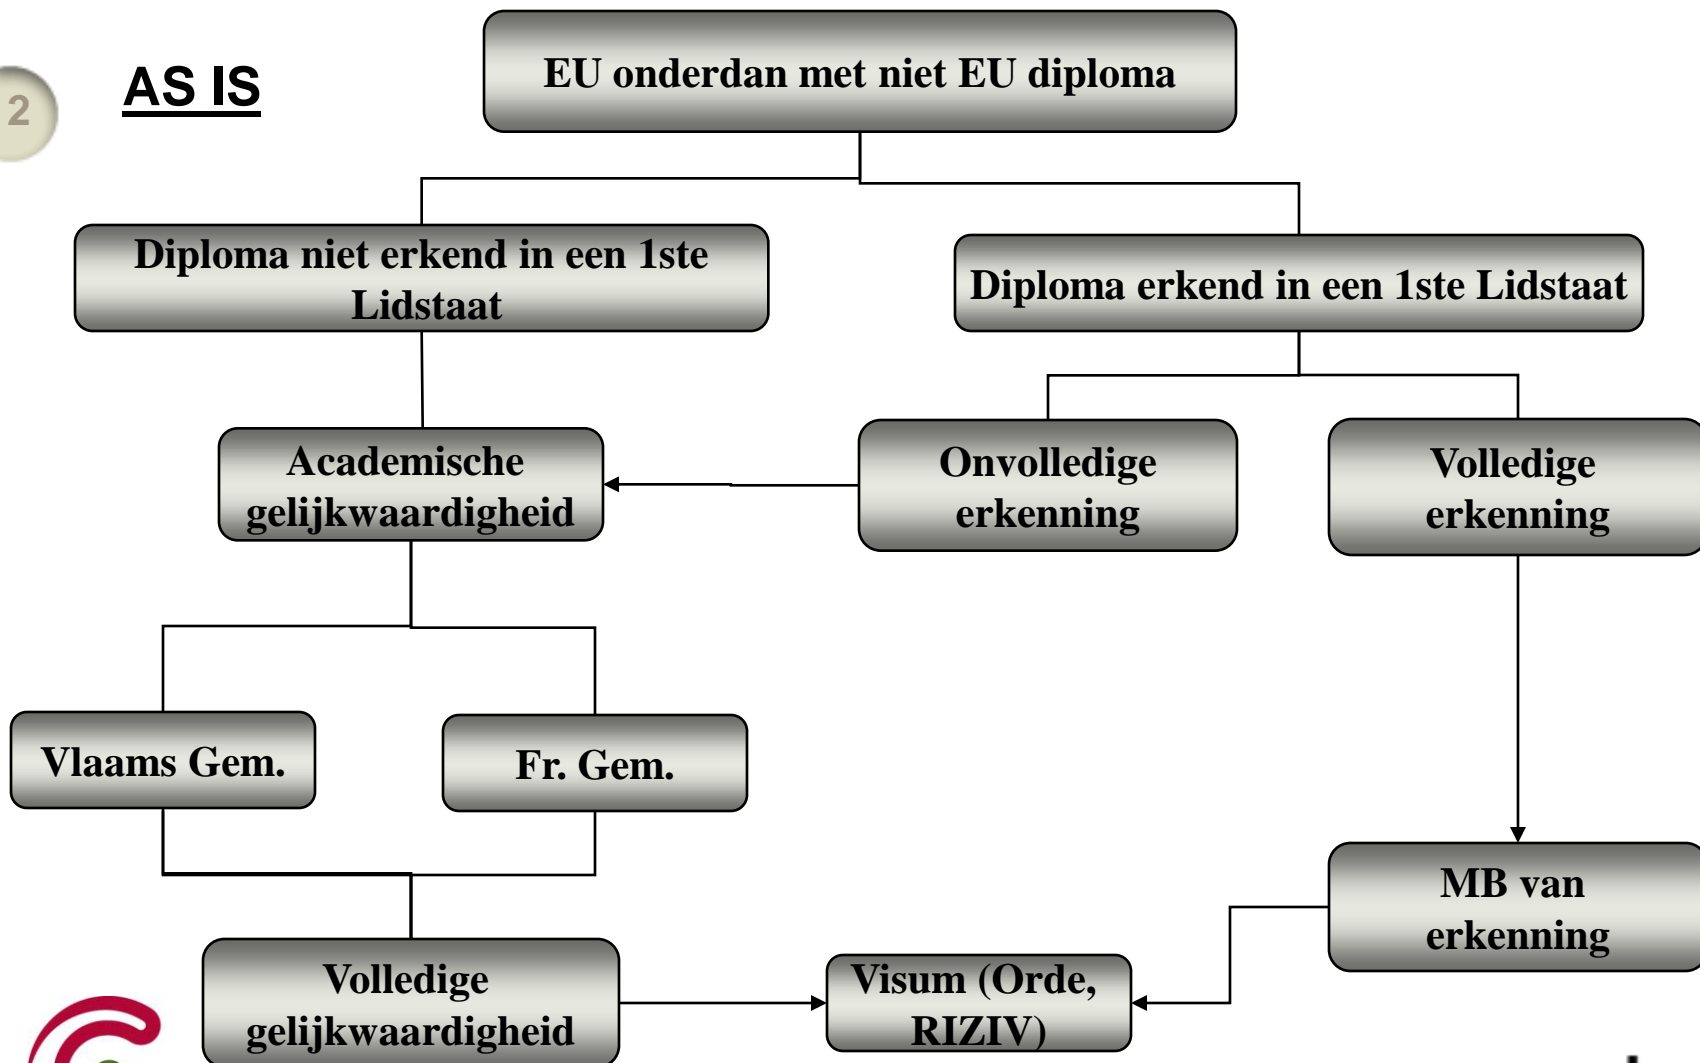 2
AS IS
EU onderdan met niet EU diploma
Diploma niet erkend in een 1ste
Lidstaat
Diploma erkend in een 1ste Lidstaat
Academische
gelijkwaardigheid
Onvolledige
erkenning
Volledige
erkenning
Vlaams Gem.
Fr. Gem.
MB van
erkenning
Volledige
gelijkwaardigheid
Visum (Orde,
RIZIV)